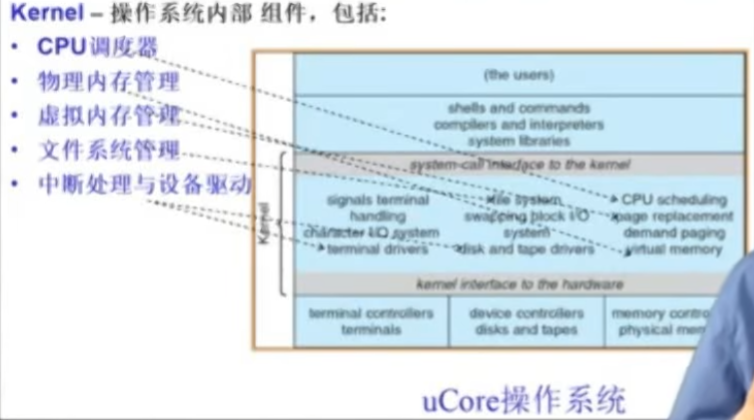 Kernel – 操作系统内部 组件，包括:
• CPU调度器
• 物理内存管理
• 虚拟内存管理
• 文件系统管理
• 中断处理与设备驱动
(the users)
shells and commands
compilers and interpreters
system libraries
system-call interface to the kernel
Kernel
signals terminal
handling
character I/O system
terminal drivers
file system
swapping block I/O
system
disk and tape drivers
CPU scheduling
page replacement
demand paging
virtual memory
kernel interface to the hardware
terminal controllers
terminals
device controllers
disks and tapes
memory
physical
uCore操作系统